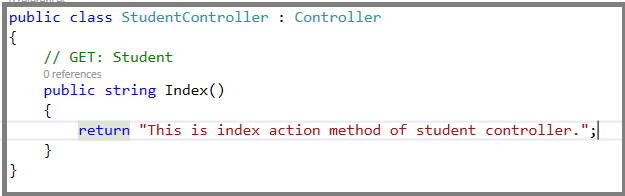 public class StudentController : Controller
{
// GET: Student
0 references
public string Index()
{
return "This is index action method of student controller.";
}
}